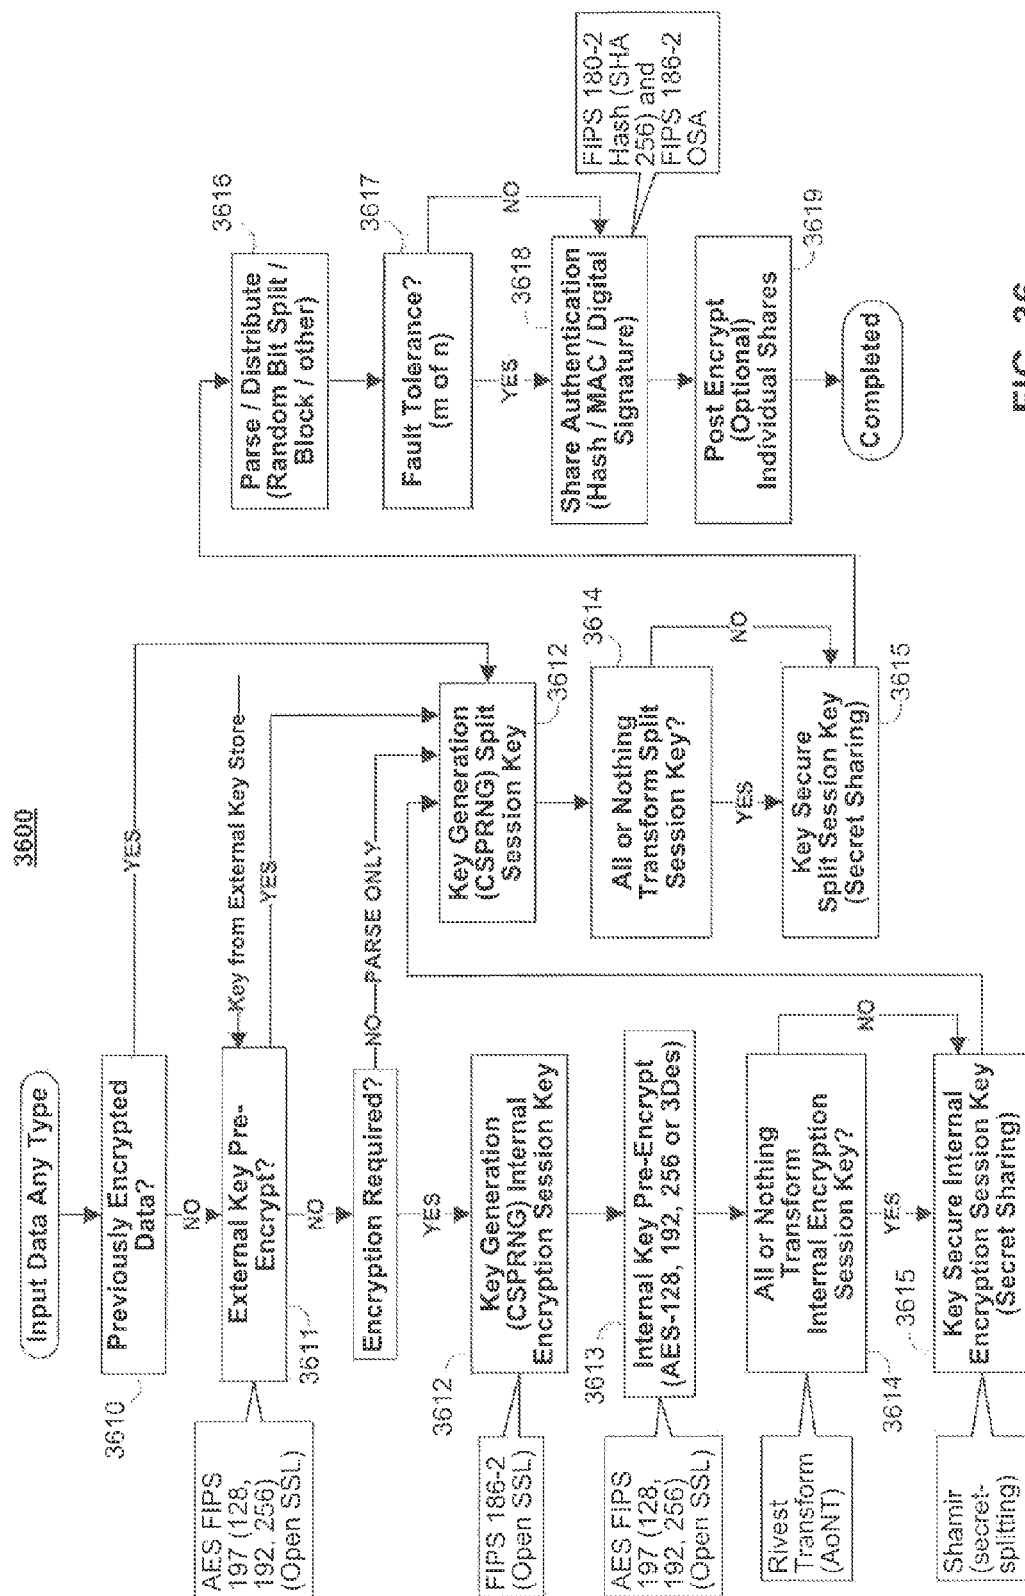 3600
Input Data Any Type
Previously Encrypted
Data?
3610
YES
NO
External Key Pre-
Encrypt?
3611
Key from External Key Store
YES
AES FIPS
197 (128,
192, 256)
(Open SSL)
NO
Encryption Required?
NO
PARSE ONLY
YES
Key Generation
(CSPRNG) Internal
Encryption Session Key
3612
FIPS 186-2
(Open SSL)
Internal Key Pre-Encrypt
(AES-128, 192, 256 or 3Des)
3613
AES FIPS
197 (128,
192, 256)
(Open SSL)
All or Nothing
Transform
Internal Encryption
Session Key?
3614
Rivest
Transform
(AoNT)
NO
YES
Key Secure Internal
Encryption Session Key
(Secret Sharing)
3615
Shamir
(secret-
splitting)
Key Generation
(CSPRNG) Split
Session Key
3612
All or Nothing
Transform Split
Session Key?
3614
NO
YES
Key Secure
Split Session Key
(Secret Sharing)
3615
Parse / Distribute
(Random Bit Split /
Block / other)
3616
Fault Tolerance?
(m of n)
3617
NO
YES
Share Authentication
(Hash / MAC / Digital
Signature)
3618
FIPS 180-2
Hash (SHA
256) and
FIPS 186-2
OSA
Post Encrypt
(Optional)
Individual Shares
3619
Completed
FIG. 36